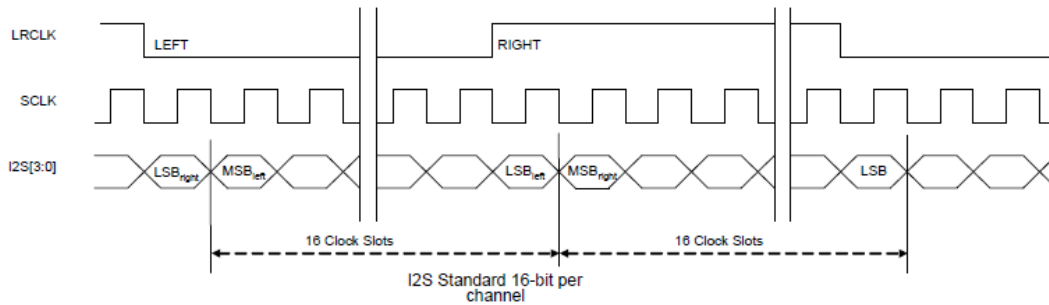 LRCLK
LEFT
RIGHT
SCLK
I2S[3:0]
LSBright
MSBleft
LSBleft
MSBright
LSB
16 Clock Slots
16 Clock Slots
I2S Standard 16-bit per
channel